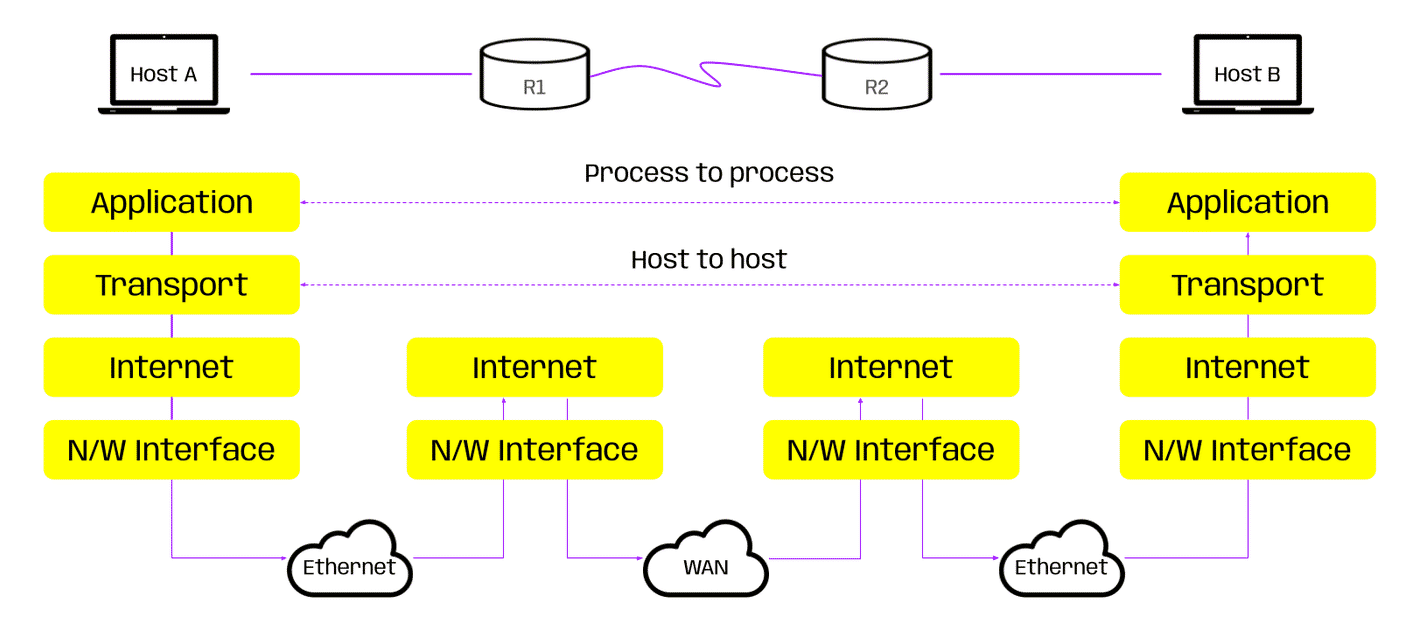 Host A
R1
R2
Host B
Process to process
Application
Application
Host to host
Transport
Transport
Internet
Internet
Internet
Internet
N/W Interface
N/W Interface
N/W Interface
N/W Interface
Ethernet
WAN
Ethernet